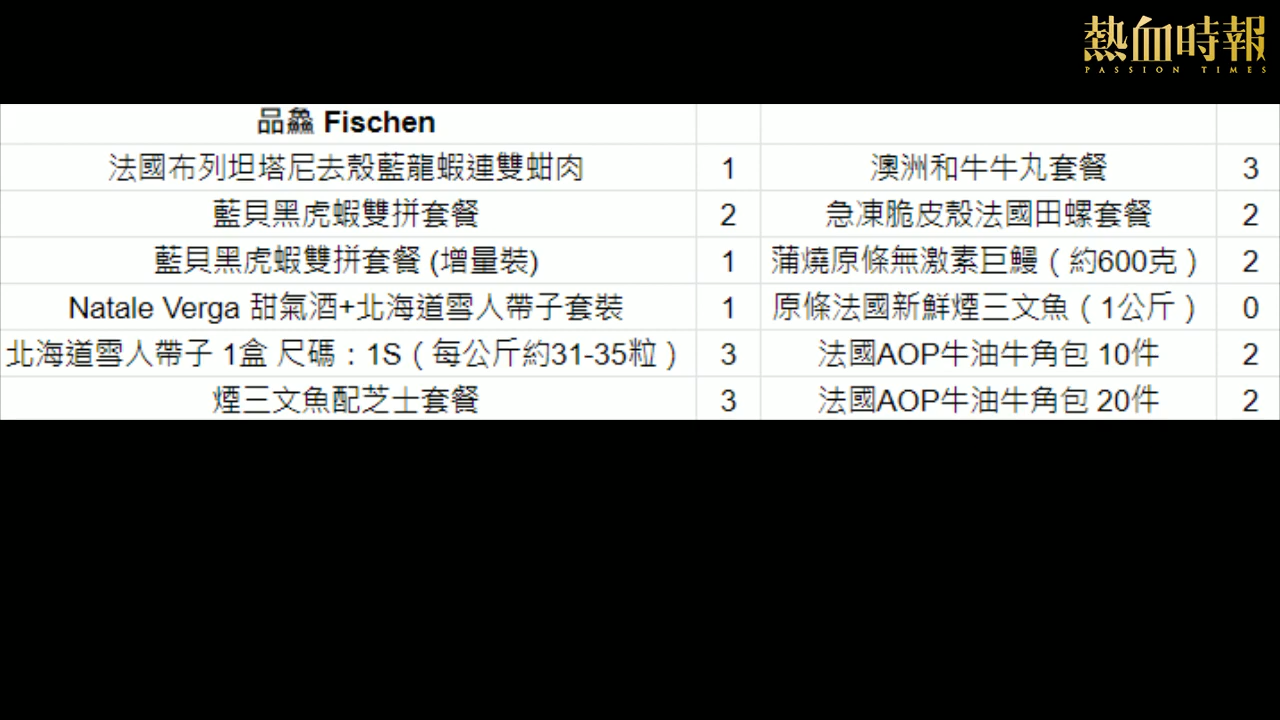 熱血時報
PASSION TIMES
品鱻 Fischen
法國布列坦塔尼去殼藍龍蝦連雙蚶肉 1 澳洲和牛牛丸套餐 3
藍貝黑虎蝦雙拼套餐 2 急凍脆皮殼法國田螺套餐 2
藍貝黑虎蝦雙拼套餐 (增量裝) 1 蒲燒原條無激素巨鰻（約600克） 2
Natale Verga 甜氣酒+北海道雪人帶子套裝 1 原條法國新鮮煙三文魚（1公斤） 0
北海道雪人帶子 1盒 尺碼：1S（每公斤約31-35粒） 3 法國AOP牛油牛角包 10件 2
煙三文魚配芝士套餐 3 法國AOP牛油牛角包 20件 2